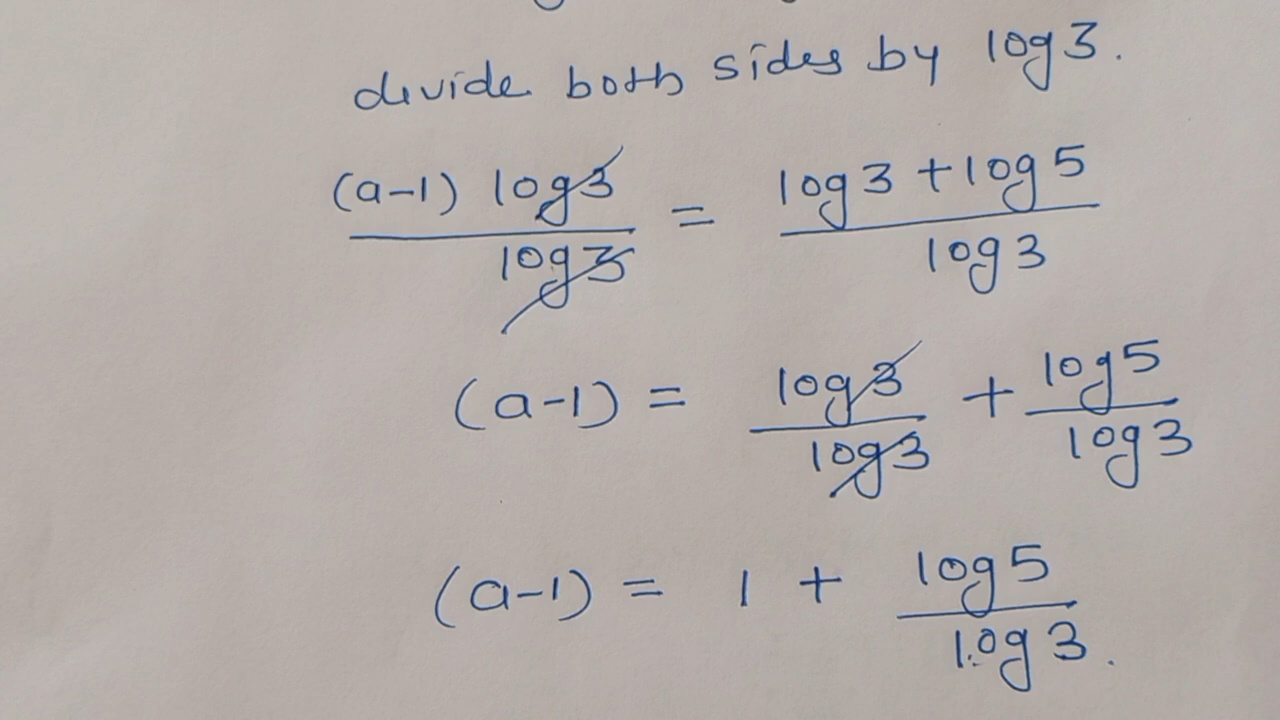 divide both sides by log3.
(a-1) log3 / log3 = log3 + log5 / log3
(a-1) = log3 / log3 + log5 / log3
(a-1) = 1 + log5 / log3.